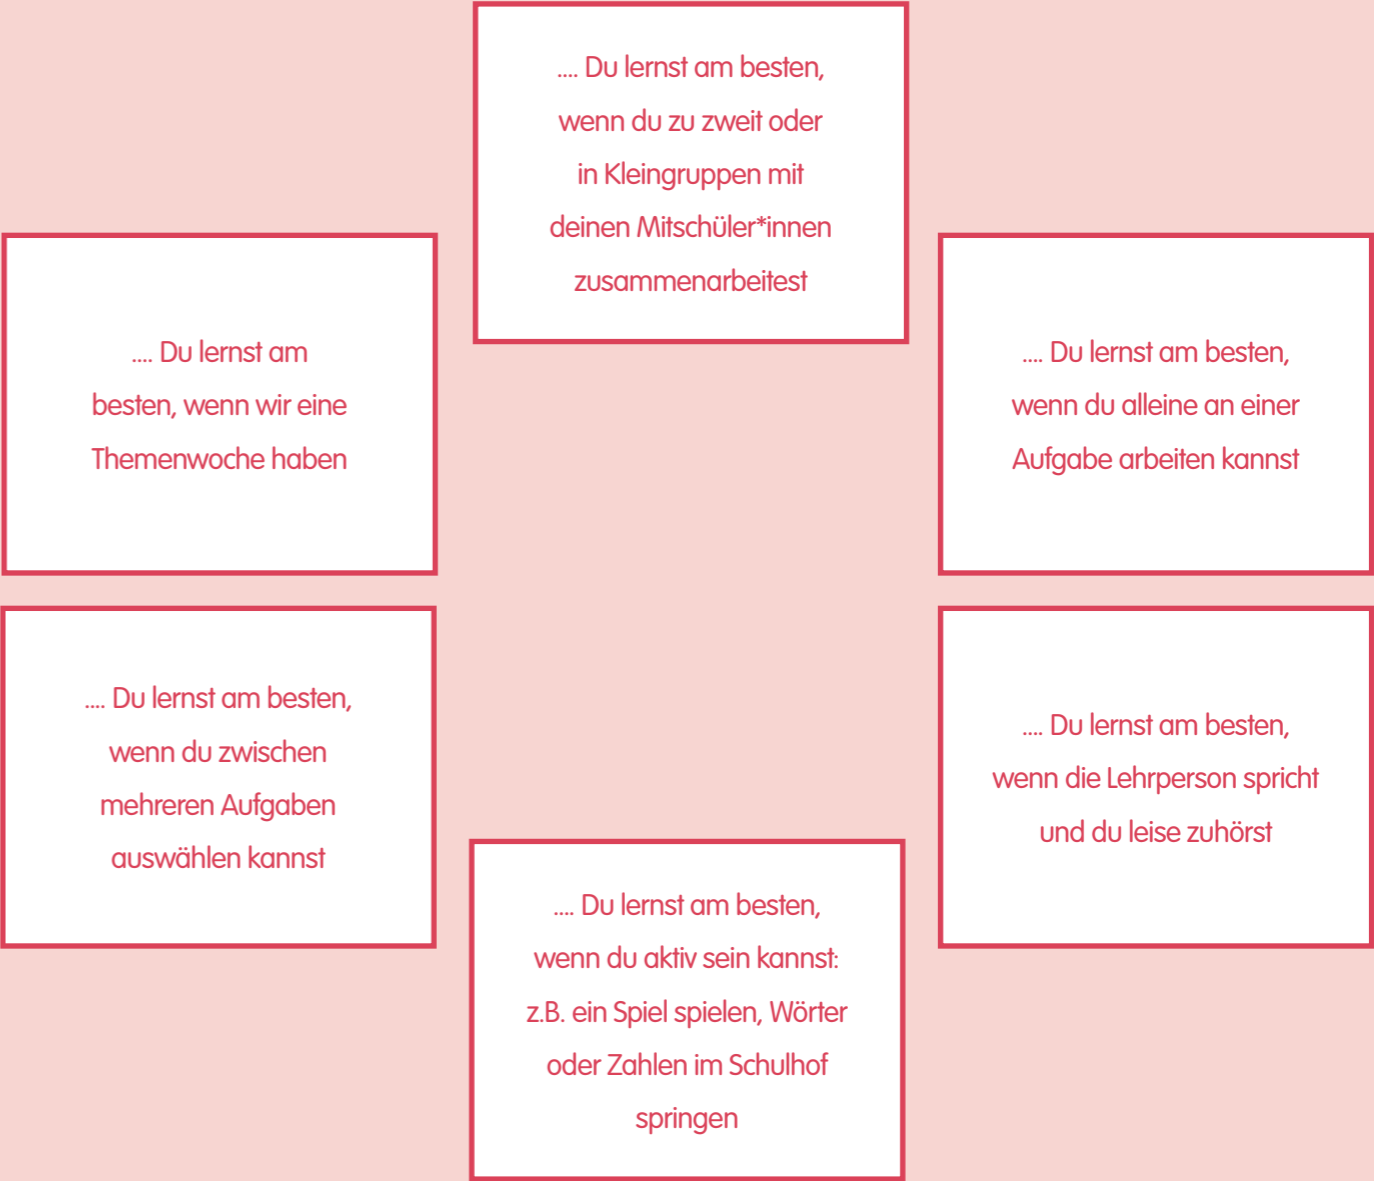 .... Du lernst am besten,
wenn du zu zweit oder
in Kleingruppen mit
deinen Mitschüler*innen
zusammenarbeitest
.... Du lernst am
besten, wenn wir eine
Themenwoche haben
.... Du lernst am besten,
wenn du alleine an einer
Aufgabe arbeiten kannst
.... Du lernst am besten,
wenn du zwischen
mehreren Aufgaben
auswählen kannst
.... Du lernst am besten,
wenn die Lehrperson spricht
und du leise zuhörst
.... Du lernst am besten,
wenn du aktiv sein kannst:
z.B. ein Spiel spielen, Wörter
oder Zahlen im Schulhof
springen